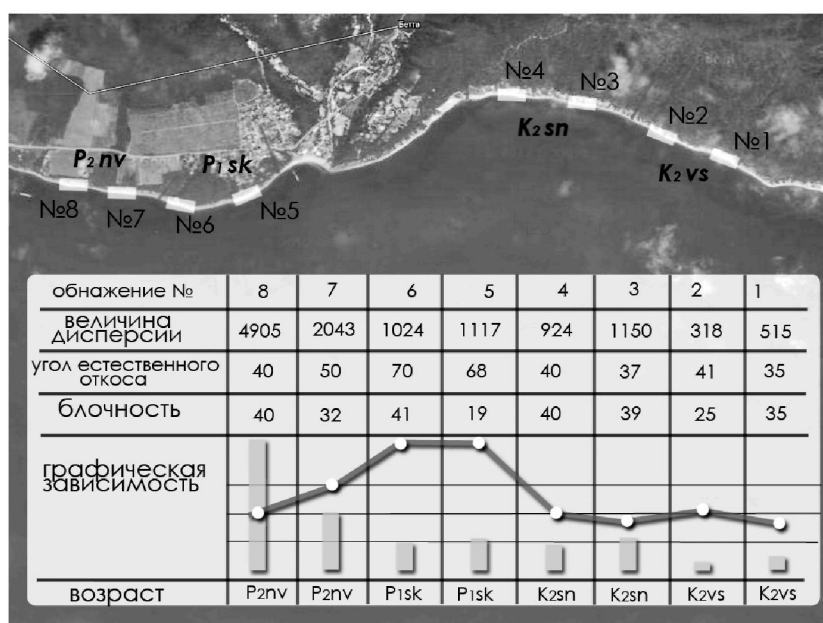 Бетта
№4 №3
№2
№1
K₂sn
K₂vs
P₂nv P₁sk
№8 №7 №6 №5
обнажение № 8 7 6 5 4 3 2 1
величина дисперсии 4905 2043 1024 1117 924 1150 318 515
угол естественного откоса 40 50 70 68 40 37 41 35
блочность 40 32 41 19 40 39 25 35
графическая зависимость
возраст P₂nv P₂nv P₁sk P₁sk K₂sn K₂sn K₂vs K₂vs